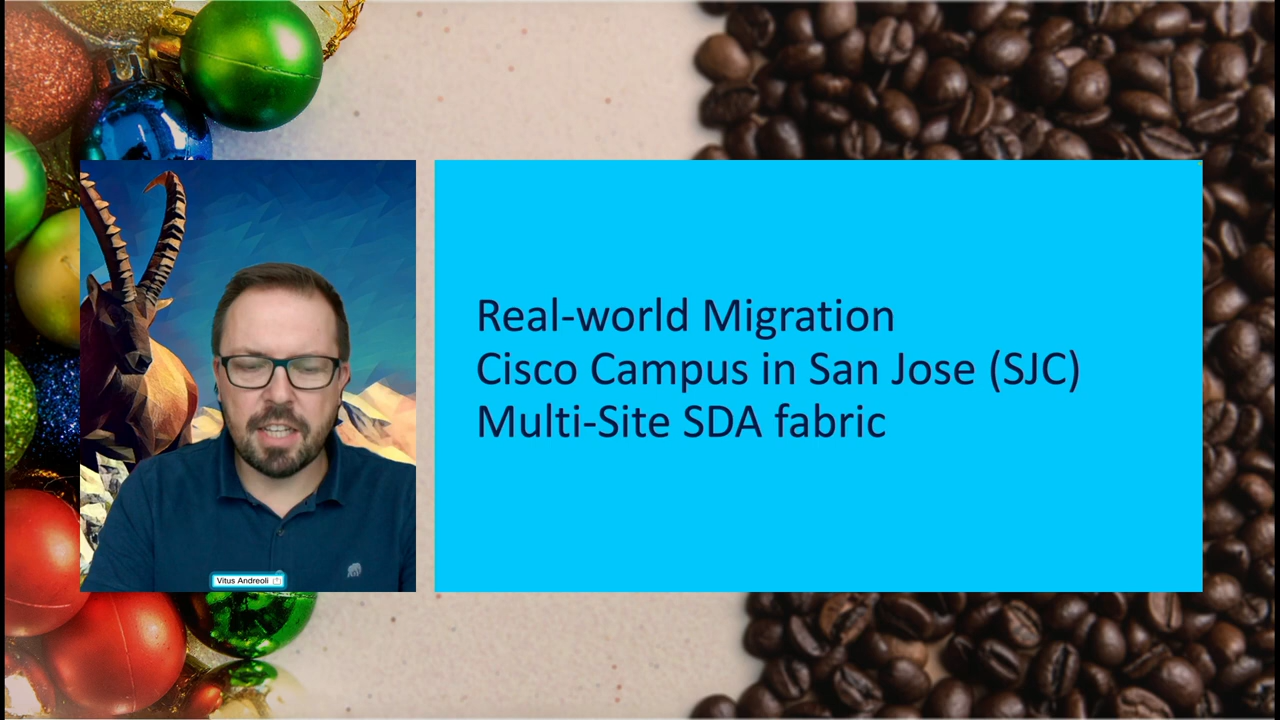 Real-world Migration
Cisco Campus in San Jose (SJC)
Multi-Site SDA fabric
Vitus Andreoli